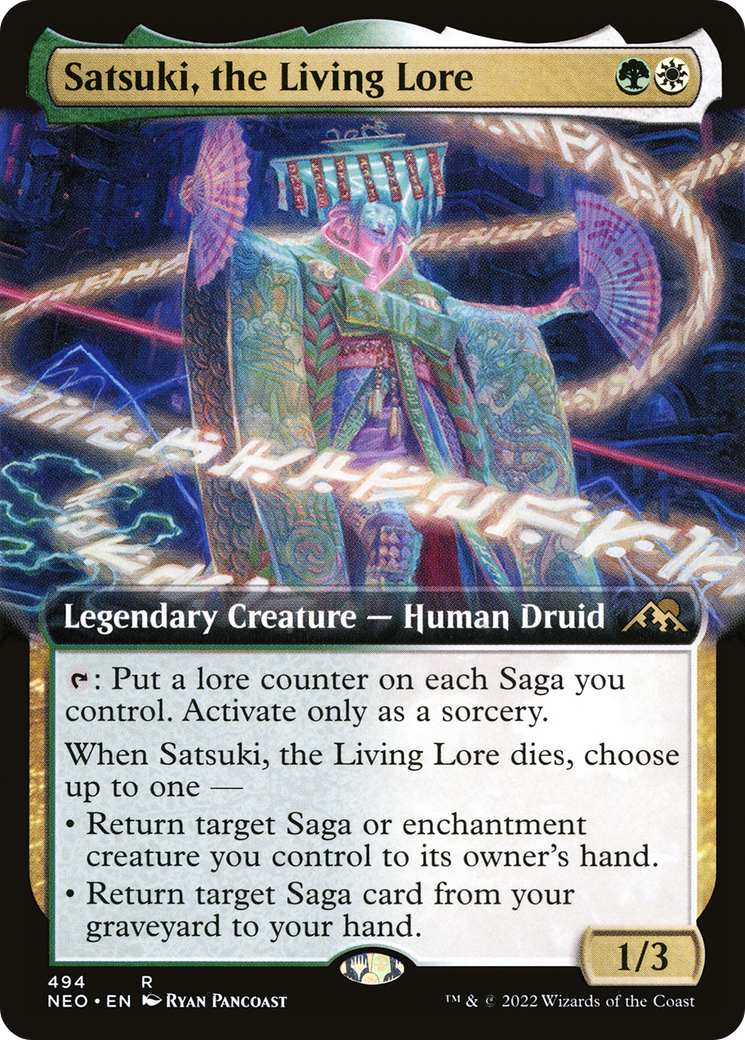 Satsuki, the Living Lore
Legendary Creature — Human Druid
: Put a lore counter on each Saga you
control. Activate only as a sorcery.
When Satsuki, the Living Lore dies, choose
up to one —
• Return target Saga or enchantment
creature you control to its owner's hand.
• Return target Saga card from your
graveyard to your hand.
1/3
494 R
NEO • EN Ryan Pancoast
™ & © 2022 Wizards of the Coast